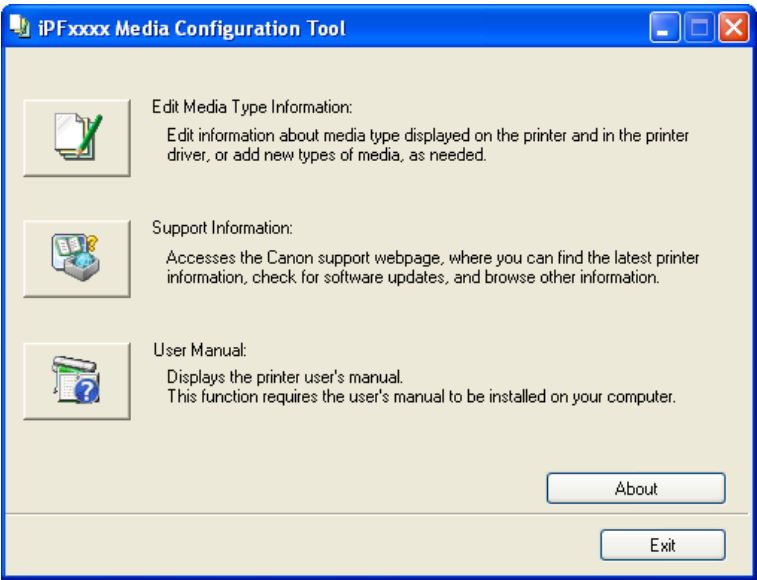 iPFxxxx Media Configuration Tool
Edit Media Type Information:
Edit information about media type displayed on the printer and in the printer
driver, or add new types of media, as needed.
Support Information:
Accesses the Canon support webpage, where you can find the latest printer
information, check for software updates, and browse other information.
User Manual:
Displays the printer user's manual.
This function requires the user's manual to be installed on your computer.
About
Exit